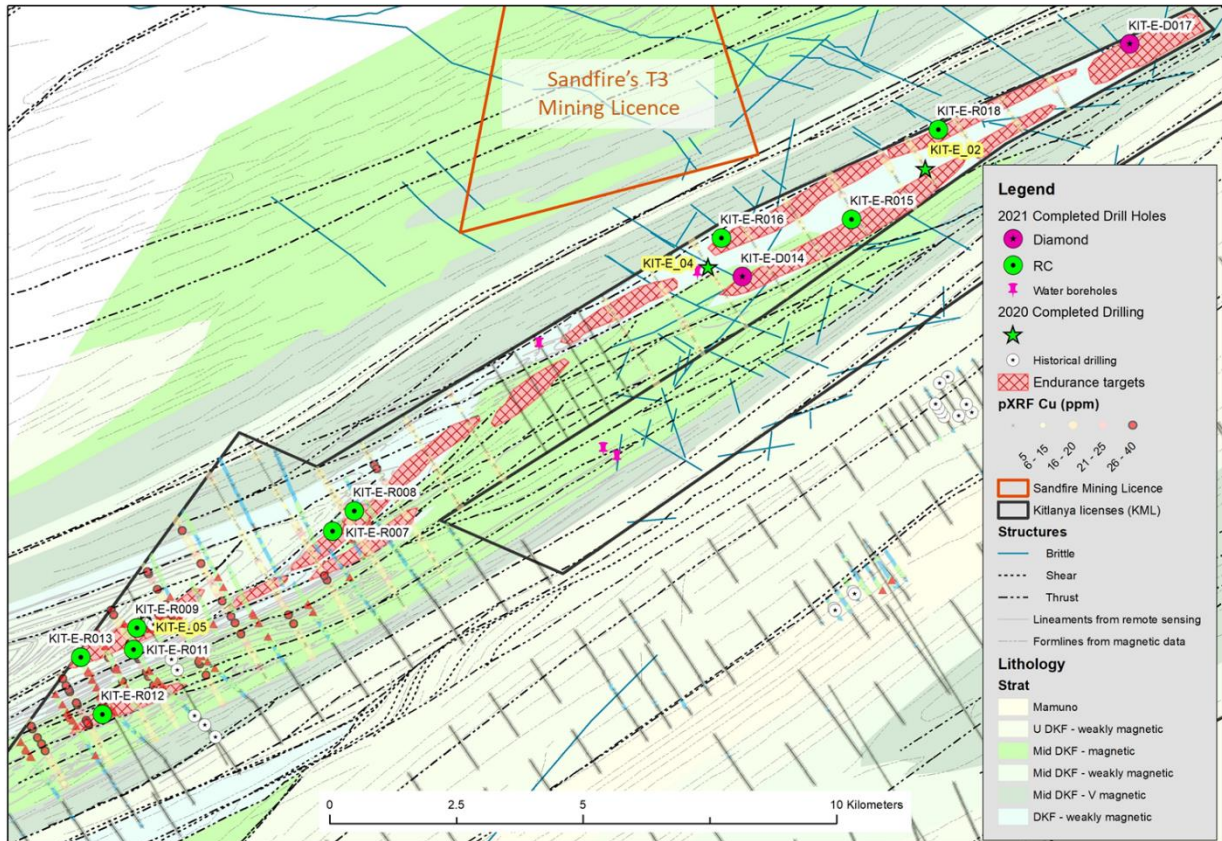 KIT-E-D017
Sandfire's T3
Mining Licence
KIT-E-R018
KIT-E_02
KIT-E-R015
KIT-E-R016
KIT-E_04
KIT-E-D014
KIT-E-R008
KIT-E-R007
KIT-E-R009
KIT-E_05
KIT-E-R013
KIT-E-R011
KIT-E-R012
0 2.5 5 10 Kilometers
Legend
2021 Completed Drill Holes
Diamond
RC
Water boreholes
2020 Completed Drilling
Historical drilling
Endurance targets
pXRF Cu (ppm)
5
6 - 15
16 - 20
21 - 25
26 - 40
Sandfire Mining Licence
Kitlanya licenses (KML)
Structures
Brittle
Shear
Thrust
Lineaments from remote sensing
Formlines from magnetic data
Lithology
Strat
Mamuno
U DKF - weakly magnetic
Mid DKF - magnetic
Mid DKF - weakly magnetic
Mid DKF - V magnetic
DKF - weakly magnetic